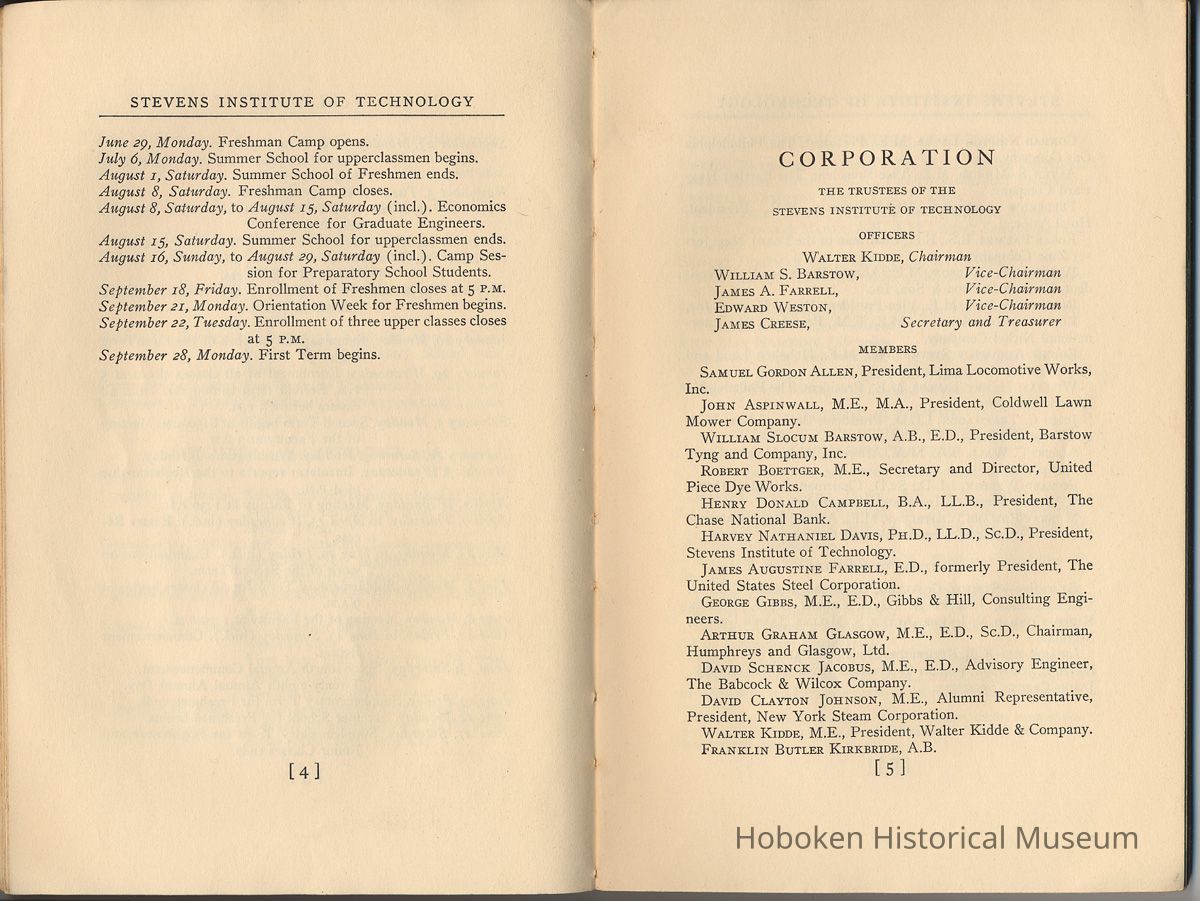 STEVENS INSTITUTE OF TECHNOLOGY
June 29, Monday. Freshman Camp opens.
July 6, Monday. Summer School for upperclassmen begins.
August 1, Saturday. Summer School of Freshmen ends.
August 8, Saturday. Freshman Camp closes.
August 8, Saturday, to August 15, Saturday (incl.). Economics
Conference for Graduate Engineers.
August 15, Saturday. Summer School for upperclassmen ends.
August 16, Sunday, to August 29, Saturday (incl.). Camp Ses-
sion for Preparatory School Students.
September 18, Friday. Enrollment of Freshmen closes at 5 P.M.
September 21, Monday. Orientation Week for Freshmen begins.
September 22, Tuesday. Enrollment of three upper classes closes
at 5 P.M.
September 28, Monday. First Term begins.
[4]
CORPORATION
THE TRUSTEES OF THE
STEVENS INSTITUTE OF TECHNOLOGY
OFFICERS
WALTER KIDDE, Chairman
WILLIAM S. BARSTOW, Vice-Chairman
JAMES A. FARRELL, Vice-Chairman
EDWARD WESTON, Vice-Chairman
JAMES CREESE, Secretary and Treasurer
MEMBERS
SAMUEL GORDON ALLEN, President, Lima Locomotive Works,
Inc.
JOHN ASPINWALL, M.E., M.A., President, Coldwell Lawn
Mower Company.
WILLIAM SLOCUM BARSTOW, A.B., E.D., President, Barstow
Tyng and Company, Inc.
ROBERT BOETTGER, M.E., Secretary and Director, United
Piece Dye Works.
HENRY DONALD CAMPBELL, B.A., LL.B., President, The
Chase National Bank.
HARVEY NATHANIEL DAVIS, PH.D., LL.D., Sc.D., President,
Stevens Institute of Technology.
JAMES AUGUSTINE FARRELL, E.D., formerly President, The
United States Steel Corporation.
GEORGE GIBBS, M.E., E.D., Gibbs & Hill, Consulting Engi-
neers.
ARTHUR GRAHAM GLASGOW, M.E., E.D., Sc.D., Chairman,
Humphreys and Glasgow, Ltd.
DAVID SCHENCK JACOBUS, M.E., E.D., Advisory Engineer,
The Babcock & Wilcox Company.
DAVID CLAYTON JOHNSON, M.E., Alumni Representative,
President, New York Steam Corporation.
WALTER KIDDE, M.E., President, Walter Kidde & Company.
FRANKLIN BUTLER KIRKBRIDE, A.B.
[5]
Hoboken Historical Museum